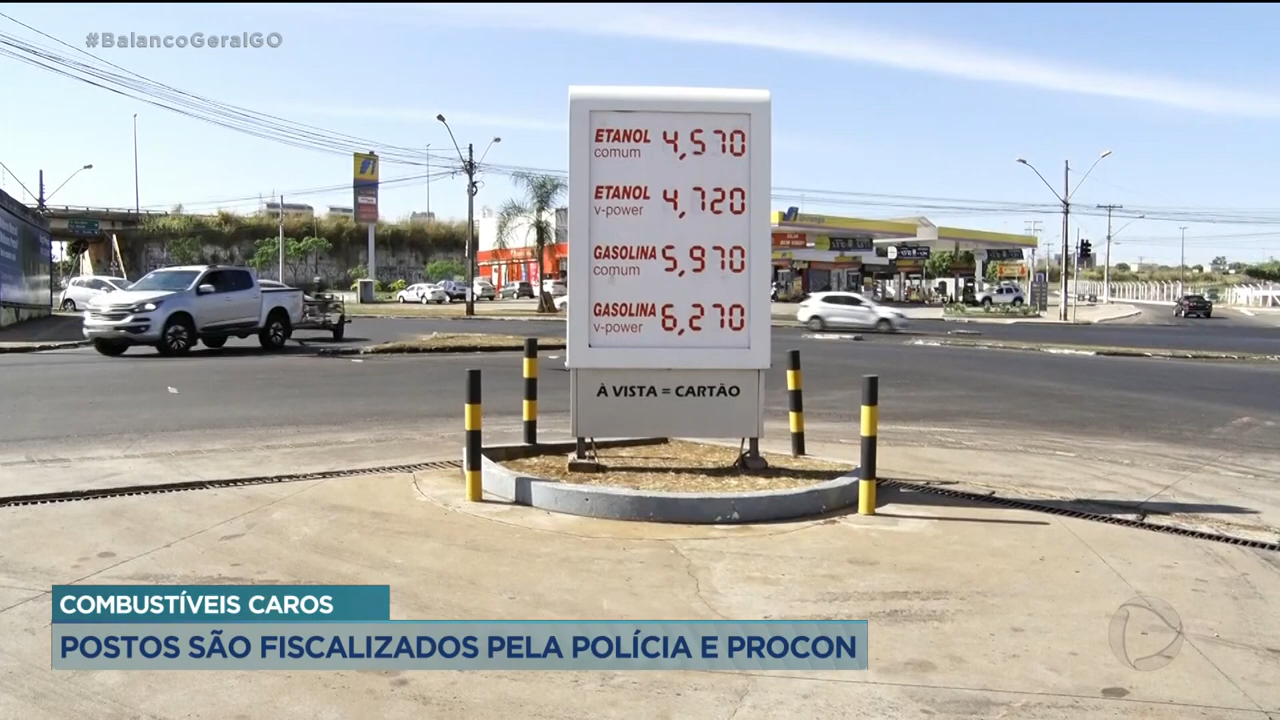 #BalancoGeralGO
ETANOL 4,570
comum
ETANOL 4,720
v-power
GASOLINA 5,970
comum
GASOLINA 6,270
v-power
À VISTA = CARTÃO
COMBUSTÍVEIS CAROS
POSTOS SÃO FISCALIZADOS PELA POLÍCIA E PROCON